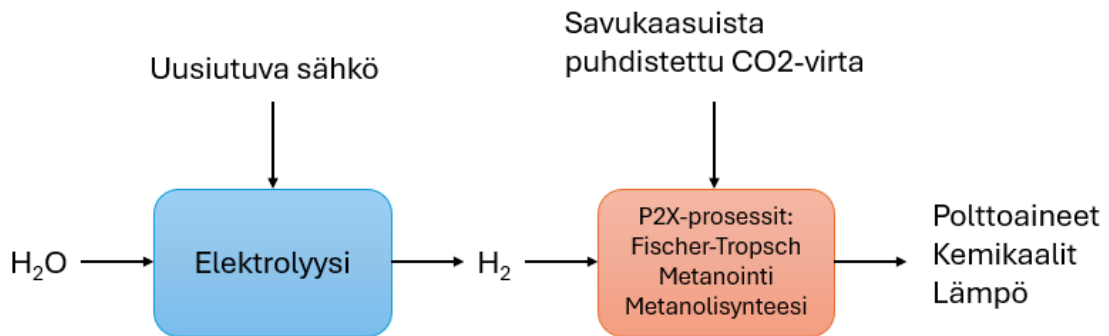 Uusiutuva sähkö
Savukaasuista
puhdistettu CO2-virta
H₂O
Elektrolyysi
H₂
P2X-prosessit:
Fischer-Tropsch
Metanointi
Metanolisynteesi
Polttoaineet
Kemikaalit
Lämpö